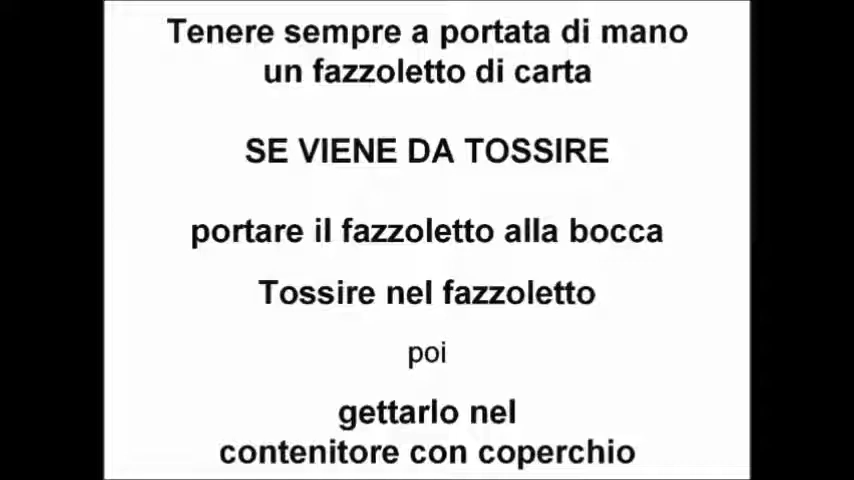 Tenere sempre a portata di mano
un fazzoletto di carta
SE VIENE DA TOSSIRE
portare il fazzoletto alla bocca
Tossire nel fazzoletto
poi
gettarlo nel
contenitore con coperchio